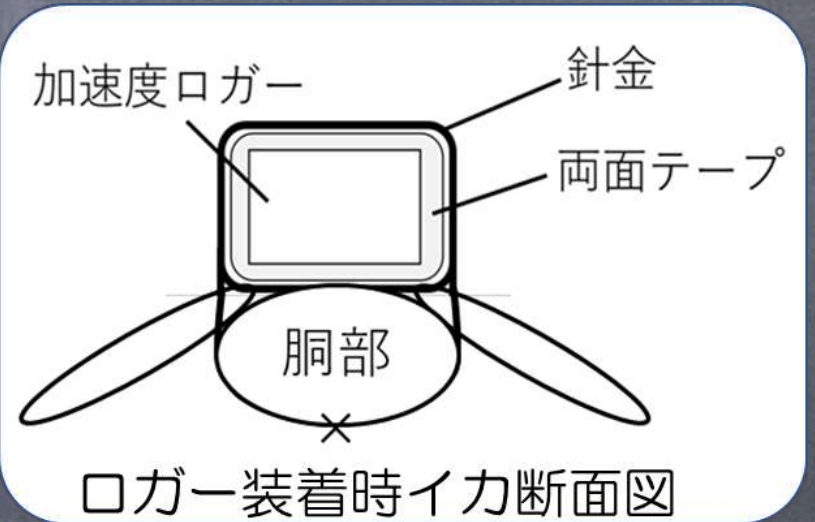 加速度ロガー
針金
両面テープ
胴部
ロガー装着時イカ断面図